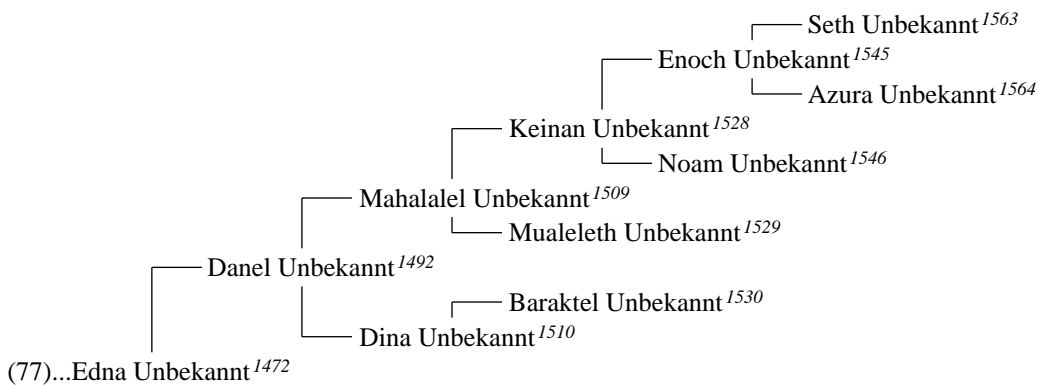 Seth Unbekannt 1563
Enoch Unbekannt 1545
Azura Unbekannt 1564
Keinan Unbekannt 1528
Noam Unbekannt 1546
Mahalalel Unbekannt 1509
Mualeleth Unbekannt 1529
Danel Unbekannt 1492
Baraktel Unbekannt 1530
Dina Unbekannt 1510
(77)...Edna Unbekannt 1472